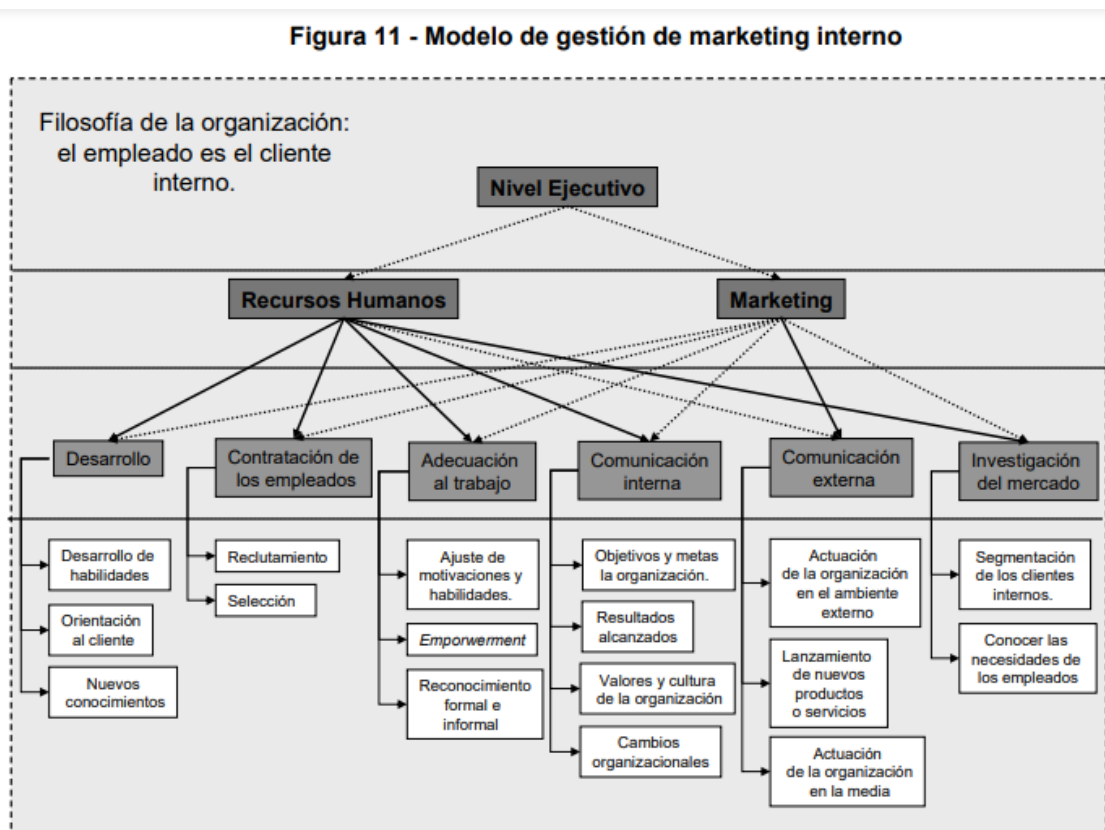 Figura 11 - Modelo de gestión de marketing interno
Filosofía de la organización:
el empleado es el cliente
interno.
Nivel Ejecutivo
Recursos Humanos
Marketing
Desarrollo
Contratación de
los empleados
Adecuación
al trabajo
Comunicación
interna
Comunicación
externa
Investigación
del mercado
Desarrollo de
habilidades
Orientación
al cliente
Nuevos
conocimientos
Reclutamiento
Selección
Ajuste de
motivaciones y
habilidades.
Emporwerment
Reconocimiento
formal e
informal
Objetivos y metas
la organización.
Resultados
alcanzados
Valores y cultura
de la organización
Cambios
organizacionales
Actuación
de la organización
en el ambiente
externo
Lanzamiento
de nuevos
productos
o servicios
Actuación
de la organización
en la media
Segmentación
de los clientes
internos.
Conocer las
necesidades de
los empleados